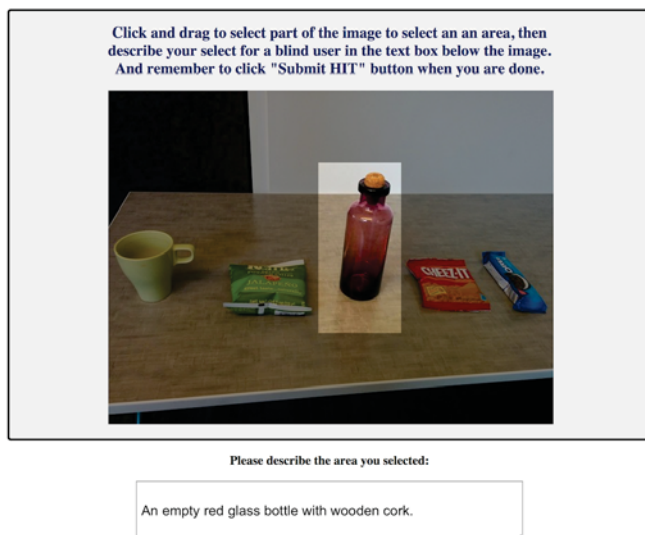 Click and drag to select part of the image to select an an area, then
describe your select for a blind user in the text box below the image.
And remember to click "Submit HIT" button when you are done.
JALAPEÑO
CHEEZ-IT
Please describe the area you selected:
An empty red glass bottle with wooden cork.